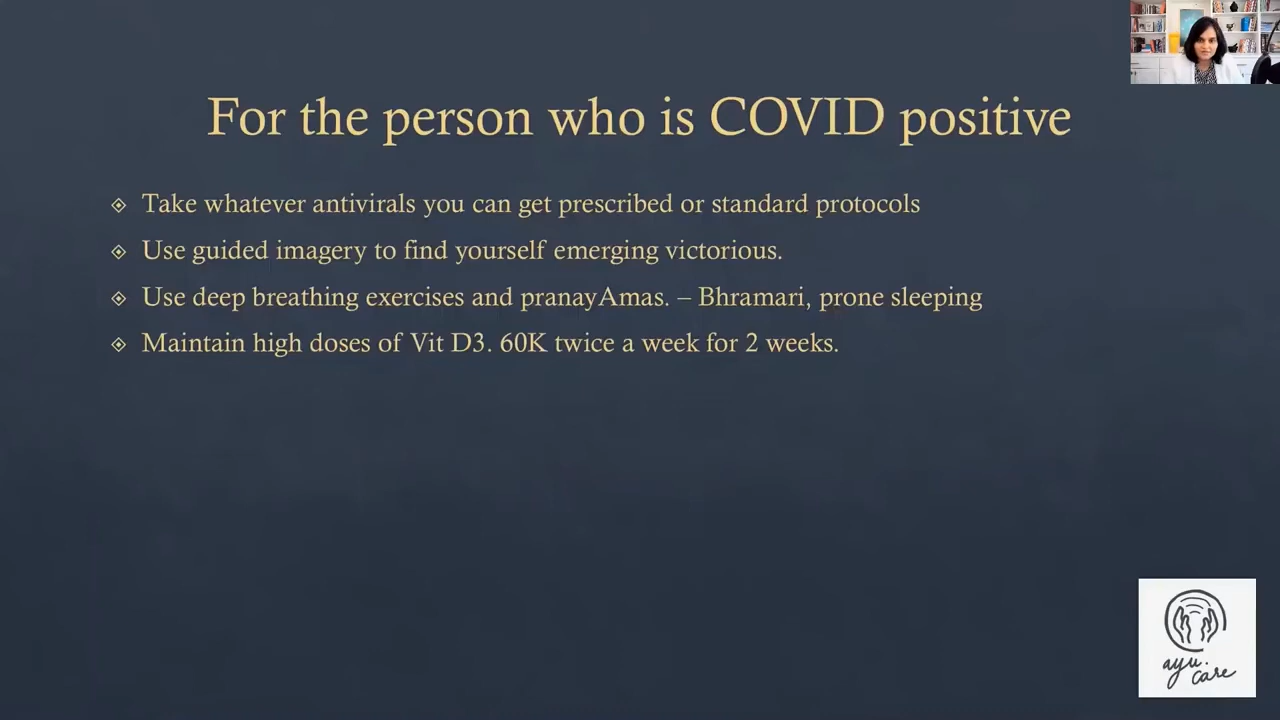 For the person who is COVID positive
Take whatever antivirals you can get prescribed or standard protocols
Use guided imagery to find yourself emerging victorious.
Use deep breathing exercises and pranayAmas. – Bhramari, prone sleeping
Maintain high doses of Vit D3. 60K twice a week for 2 weeks.
ayu.
care